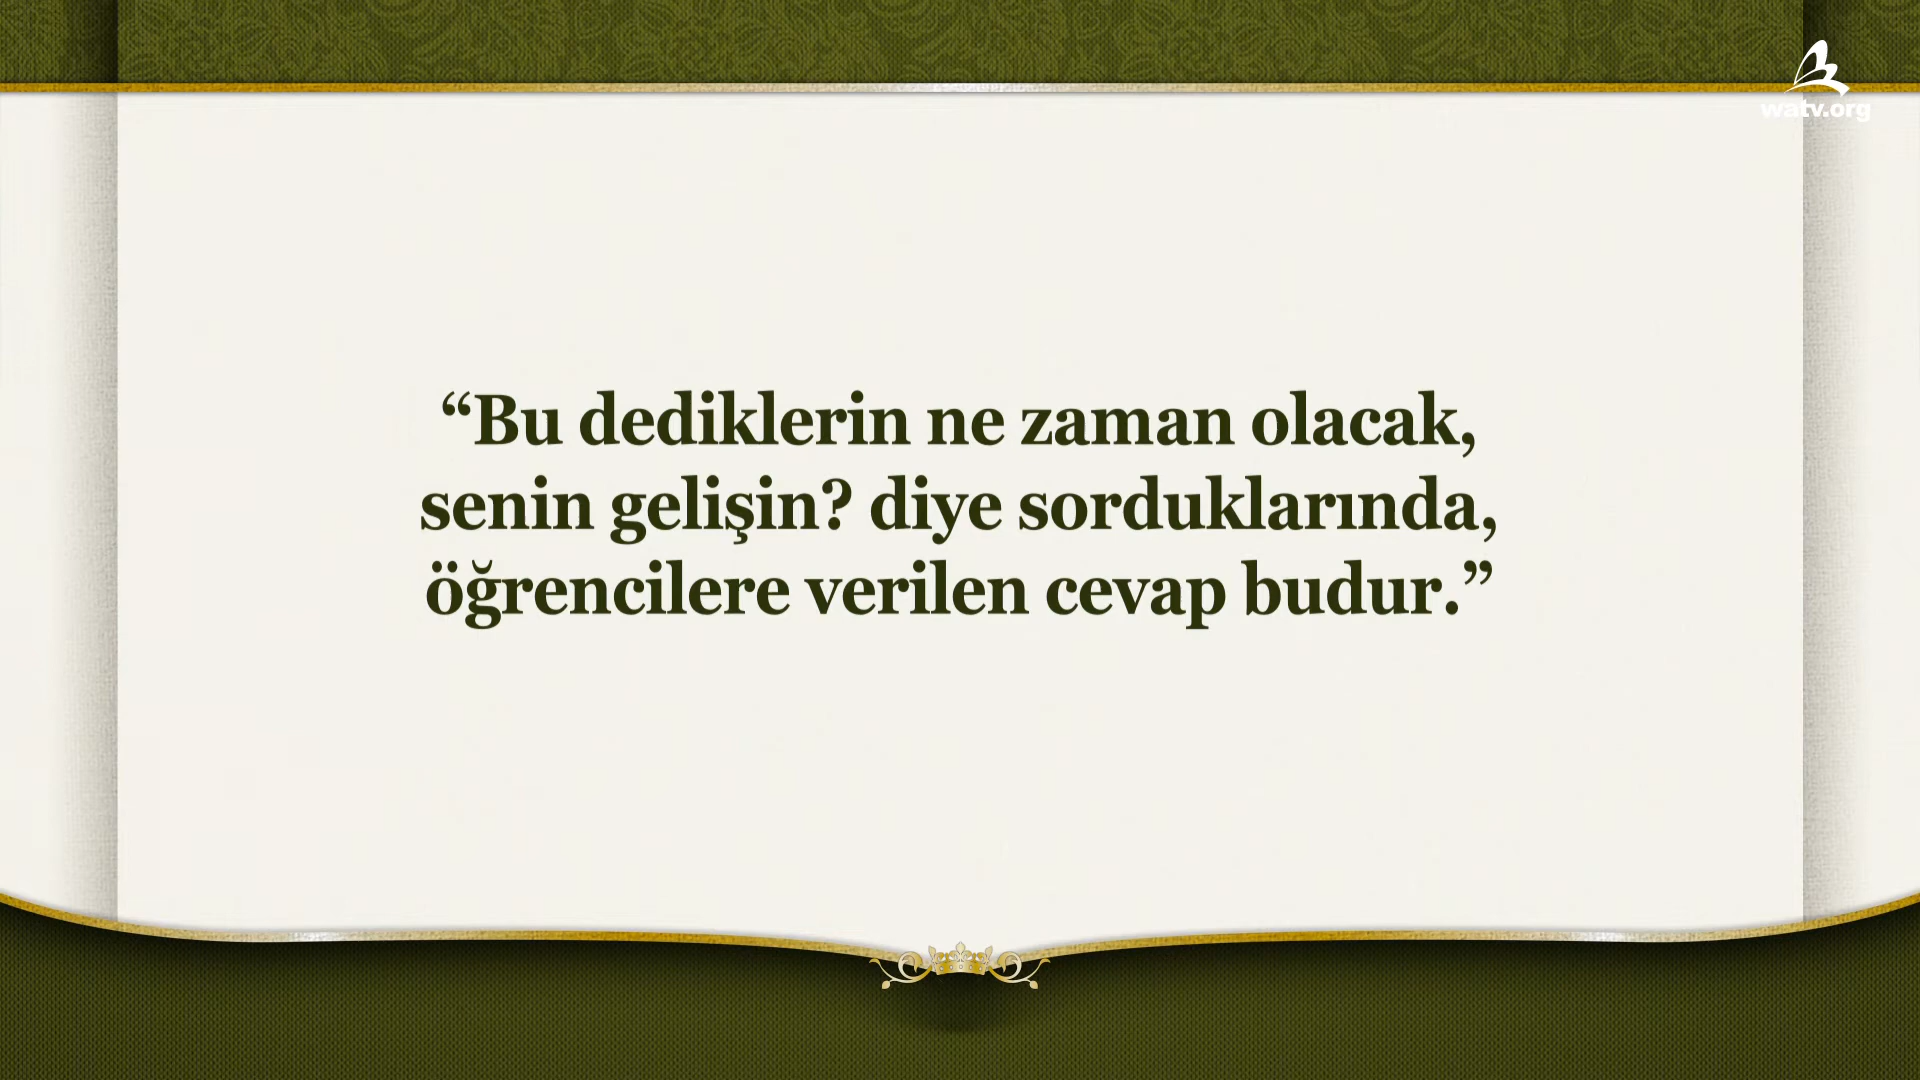 watv.org
“Bu dediklerin ne zaman olacak,
senin gelişin? diye sorduklarında,
öğrencilere verilen cevap budur.”